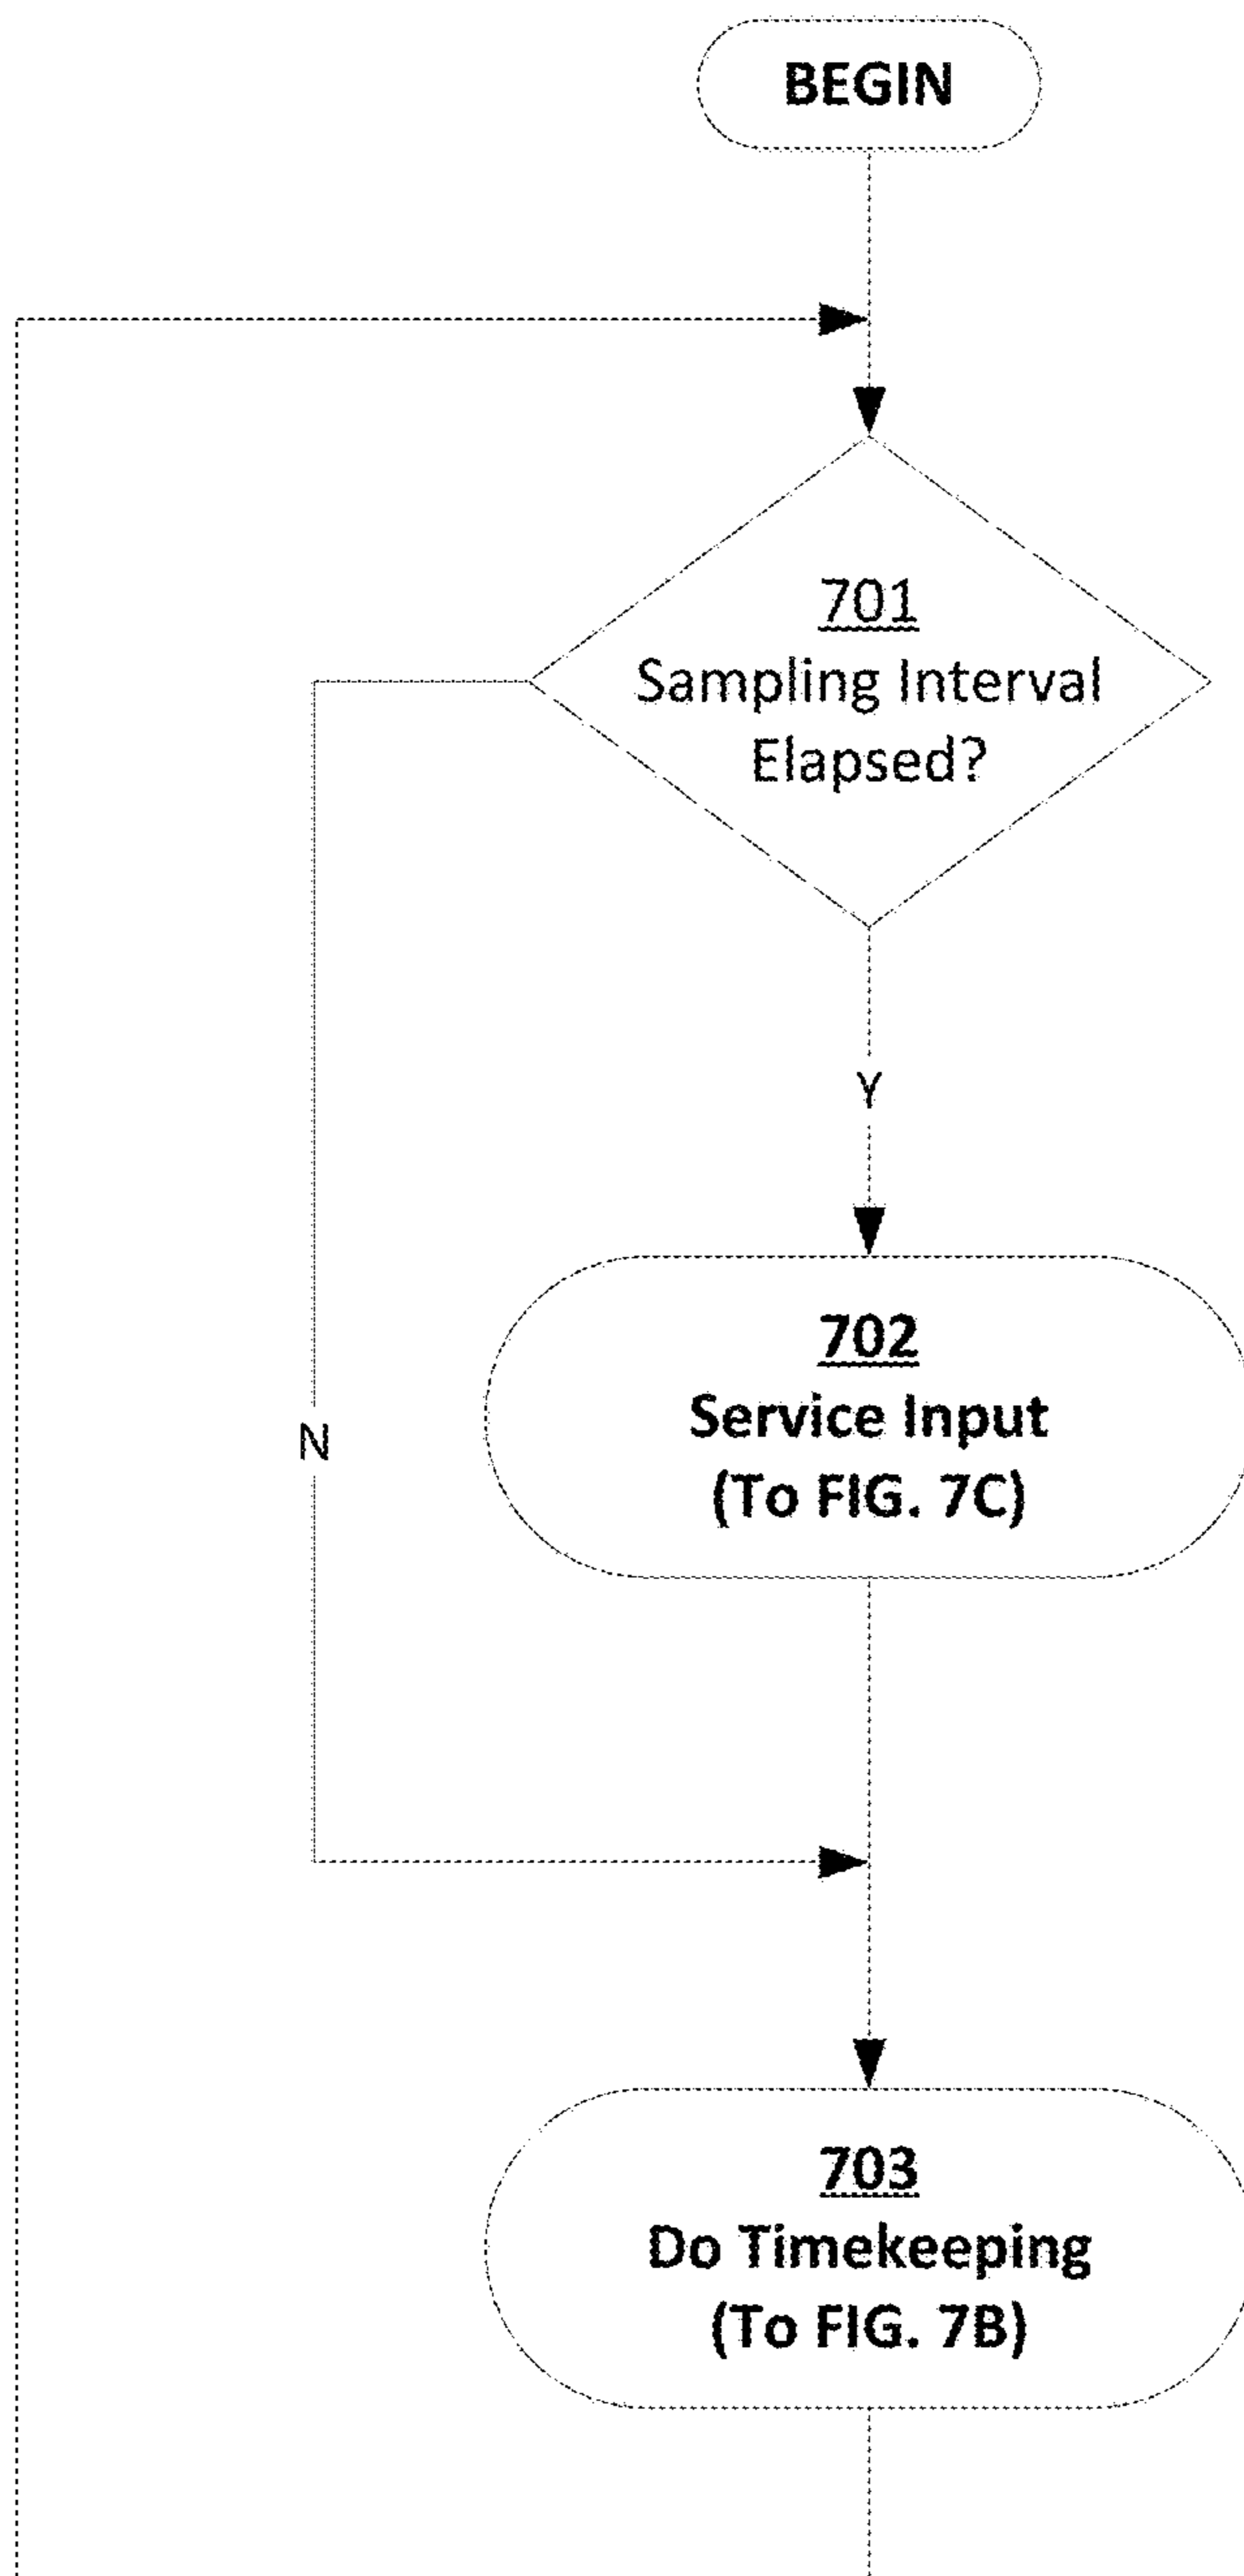 BEGIN
701
Sampling Interval
Elapsed?
Y
702
Service Input
(To FIG. 7C)
N
703
Do Timekeeping
(To FIG. 7B)